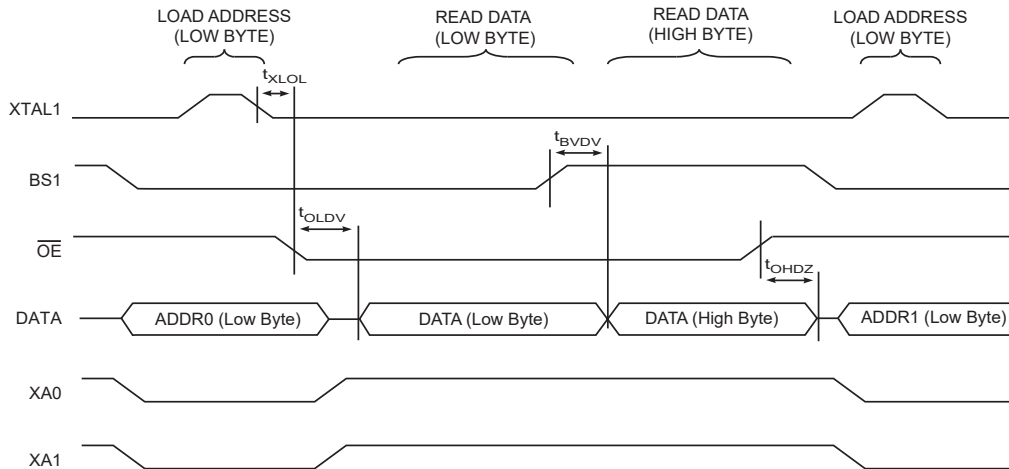 LOAD ADDRESS
(LOW BYTE)
READ DATA
(LOW BYTE)
READ DATA
(HIGH BYTE)
LOAD ADDRESS
(LOW BYTE)
tXLOL
XTAL1
tBVDV
BS1
tOLDV
OE
tOHDZ
DATA
ADDR0 (Low Byte)
DATA (Low Byte)
DATA (High Byte)
ADDR1 (Low Byte)
XA0
XA1